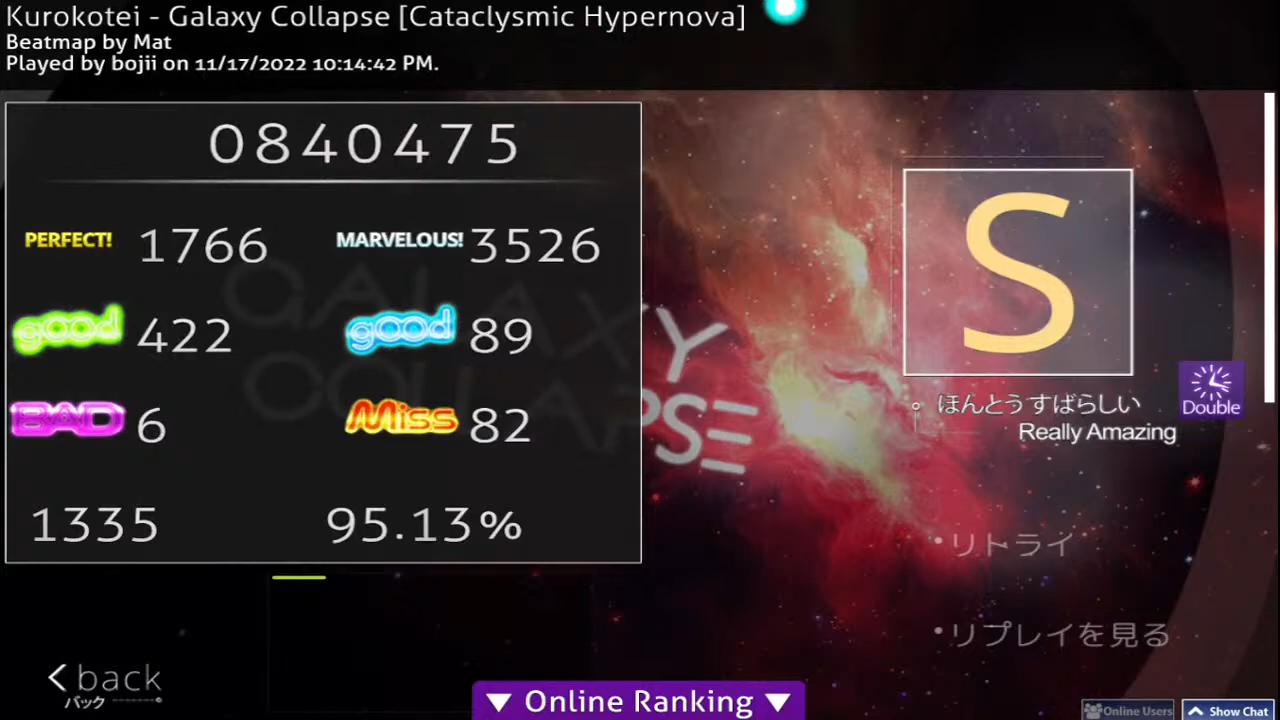 Kurokotei - Galaxy Collapse [Cataclysmic Hypernova]
Beatmap by Mat
Played by bojii on 11/17/2022 10:14:42 PM.
0840475
PERFECT! 1766 MARVELOUS! 3526
good 422 good 89
BAD 6 Miss 82
1335 95.13%
GALAXY
COLLAPSE
S
Double
ほんとうすばらしい
Really Amazing
リトライ
リプレイを見る
back
バック
▼ Online Ranking ▼
Online Users
Show Chat